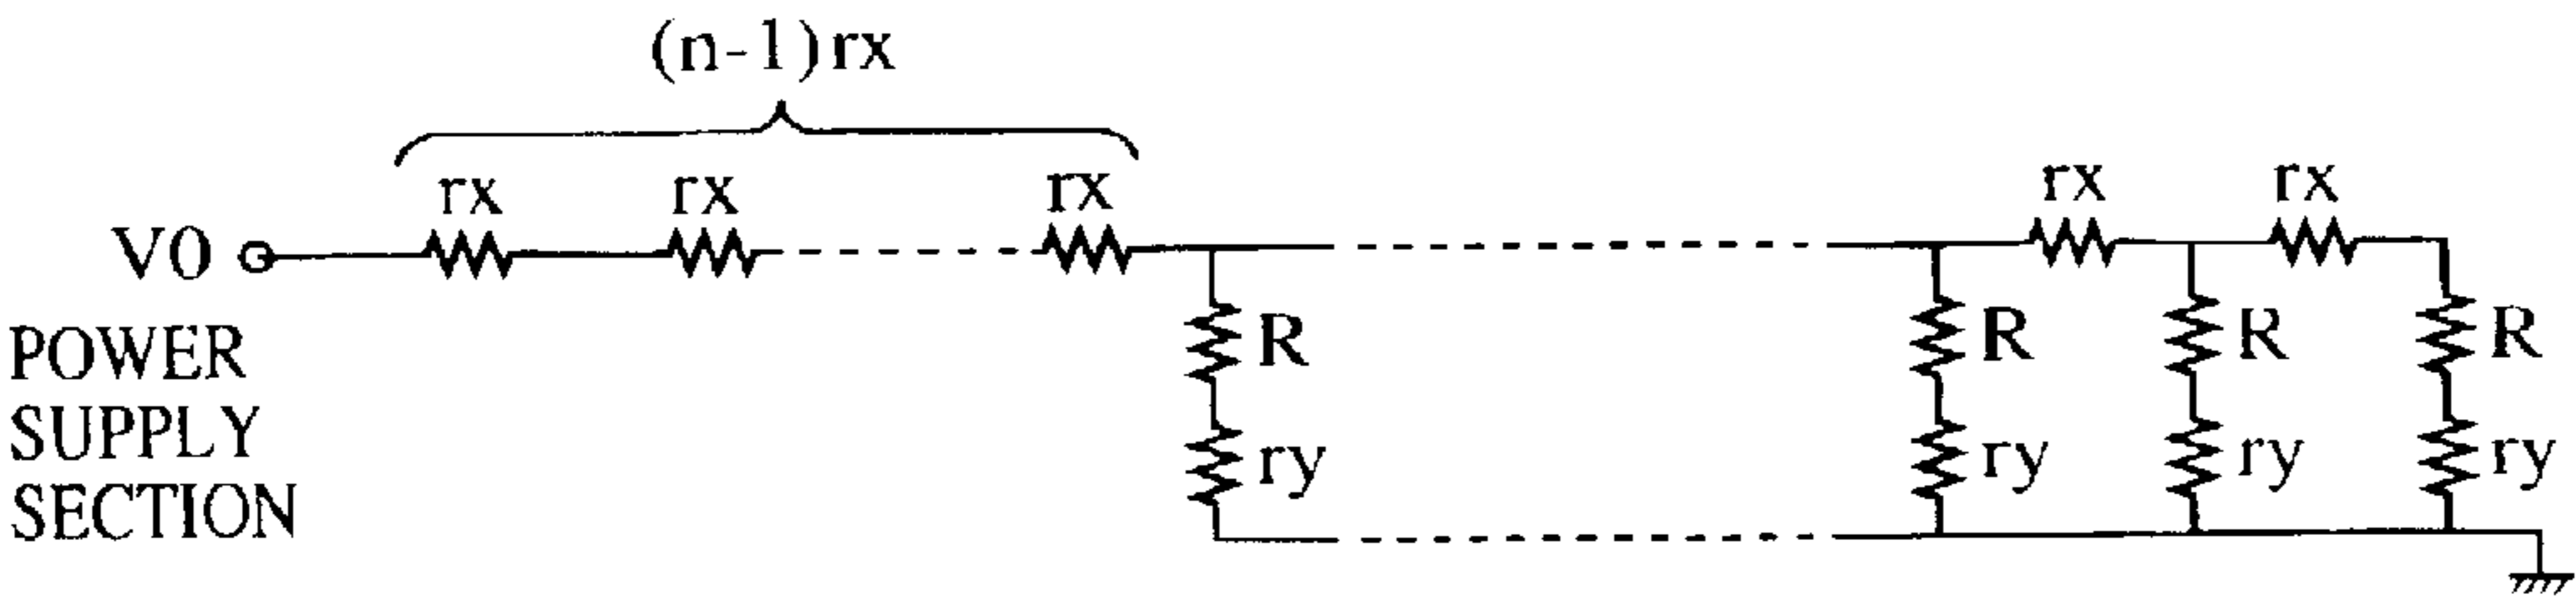 (n-1)rx
rx rx rx rx rx
V0
R R R R
ry ry ry ry
POWER
SUPPLY
SECTION